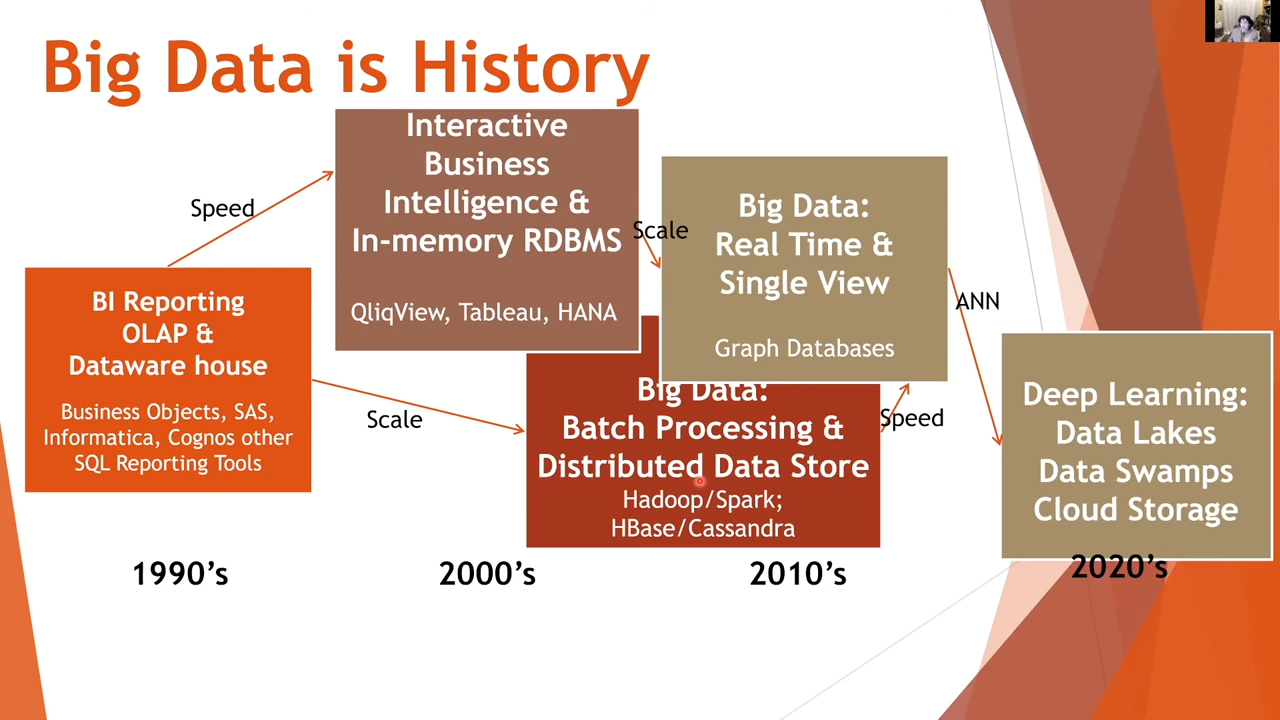 Big Data is History
Interactive
Business
Intelligence &
In-memory RDBMS
QliqView, Tableau, HANA
Speed
Scale
Big Data:
Real Time &
Single View
Graph Databases
BI Reporting
OLAP &
Dataware house
Business Objects, SAS,
Informatica, Cognos other
SQL Reporting Tools
Scale
Big Data:
Batch Processing &
Distributed Data Store
Hadoop/Spark;
HBase/Cassandra
Speed
ANN
Deep Learning:
Data Lakes
Data Swamps
Cloud Storage
1990's
2000's
2010's
2020's